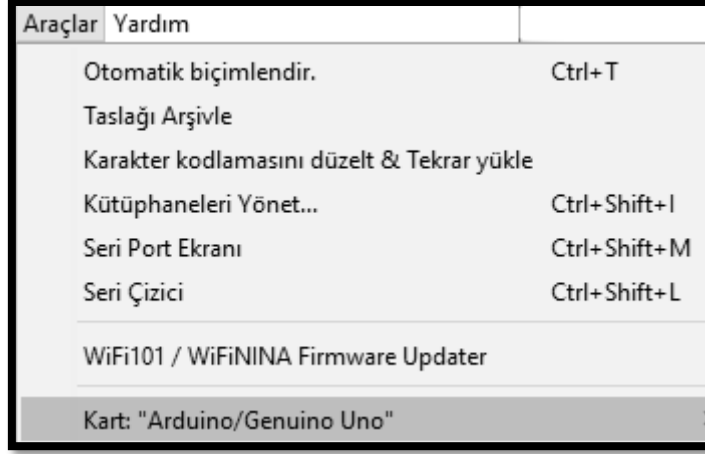 Araçlar Yardım
Otomatik biçimlendir. Ctrl+T
Taslağı Arşivle
Karakter kodlamasını düzelt & Tekrar yükle
Kütüphaneleri Yönet... Ctrl+Shift+I
Seri Port Ekranı Ctrl+Shift+M
Seri Çizici Ctrl+Shift+L
WiFi101 / WiFiNINA Firmware Updater
Kart: "Arduino/Genuino Uno"